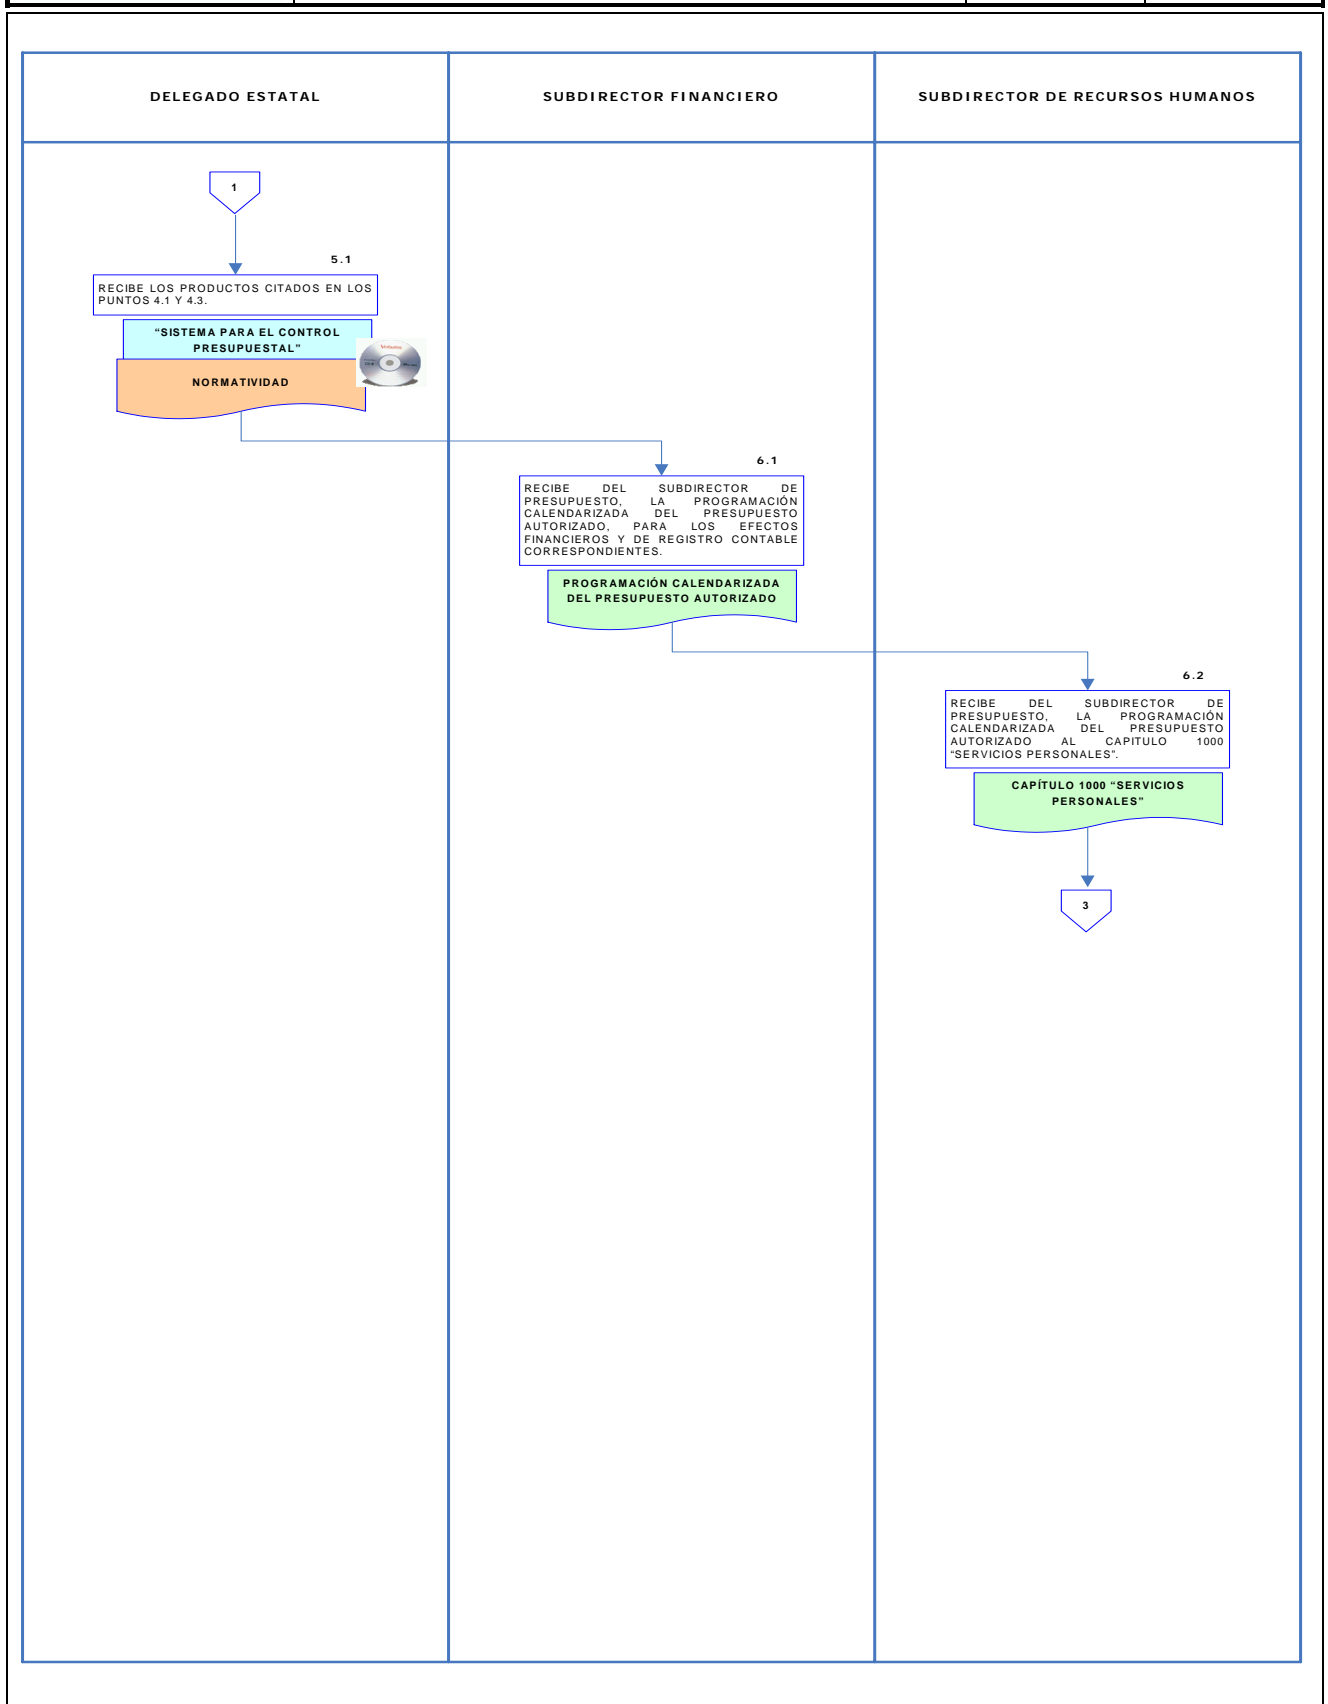 DELEGADO ESTATAL
SUBDIRECTOR FINANCIERO
SUBDIRECTOR DE RECURSOS HUMANOS
1
5.1
RECIBE LOS PRODUCTOS CITADOS EN LOS
PUNTOS 4.1 Y 4.3.
“SISTEMA PARA EL CONTROL
PRESUPUESTAL”
Verbatim
NORMATIVIDAD
6.1
RECIBE DEL SUBDIRECTOR DE
PRESUPUESTO, LA PROGRAMACIÓN
CALENDARIZADA DEL PRESUPUESTO
AUTORIZADO, PARA LOS EFECTOS
FINANCIEROS Y DE REGISTRO CONTABLE
CORRESPONDIENTES.
PROGRAMACIÓN CALENDARIZADA
DEL PRESUPUESTO AUTORIZADO
6.2
RECIBE DEL SUBDIRECTOR DE
PRESUPUESTO, LA PROGRAMACIÓN
CALENDARIZADA DEL PRESUPUESTO
AUTORIZADO AL CAPITULO 1000
“SERVICIOS PERSONALES”.
CAPÍTULO 1000 “SERVICIOS
PERSONALES”
3